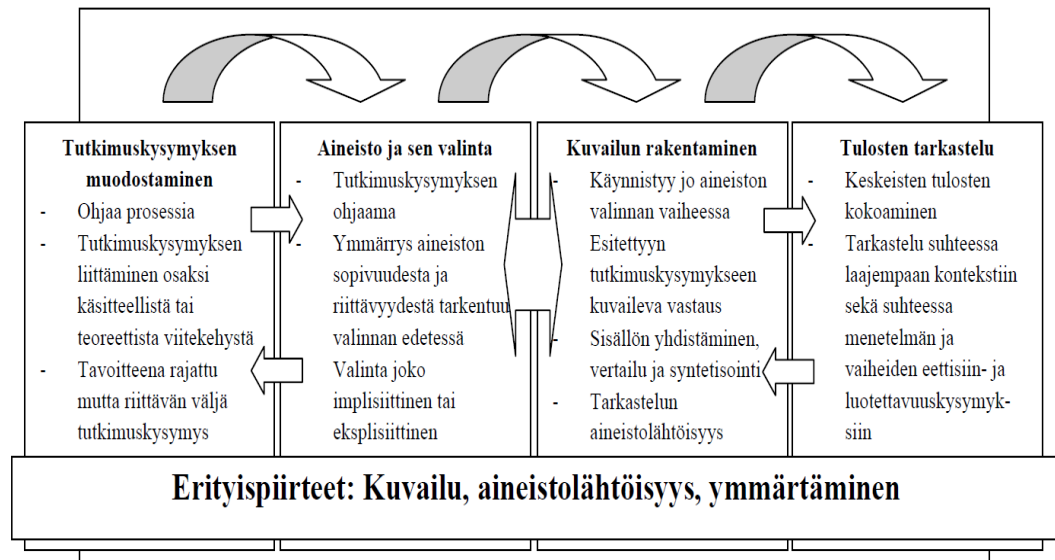 Tutkimuskysymyksen
muodostaminen
- Ohjaa prosessia
- Tutkimuskysymyksen
liittäminen osaksi
käsitteellistä tai
teoreettista viitekehystä
- Tavoitteena rajattu
mutta riittävän väljä
tutkimuskysymys
Aineisto ja sen valinta
- Tutkimuskysymyksen
ohjaama
- Ymmärrys aineiston
sopivuudesta ja
riittävyydestä tarkentuu
valinnan edetessä
- Valinta joko
implisiittinen tai
eksplisiittinen
Kuvailun rakentaminen
- Käynnistyy jo aineiston
valinnan vaiheessa
- Esitettyyn
tutkimuskysymykseen
kuvaileva vastaus
- Sisällön yhdistäminen,
vertailu ja syntetisointi
- Tarkastelun
aineistolähtöisyys
Tulosten tarkastelu
- Keskeisten tulosten
kokoaminen
- Tarkastelu suhteessa
laajempaan kontekstiin
sekä suhteessa
menetelmän ja
vaiheiden eettisiin- ja
luotettavuuskysymyk-
siin
Erityispiirteet: Kuvailu, aineistolähtöisyys, ymmärtäminen